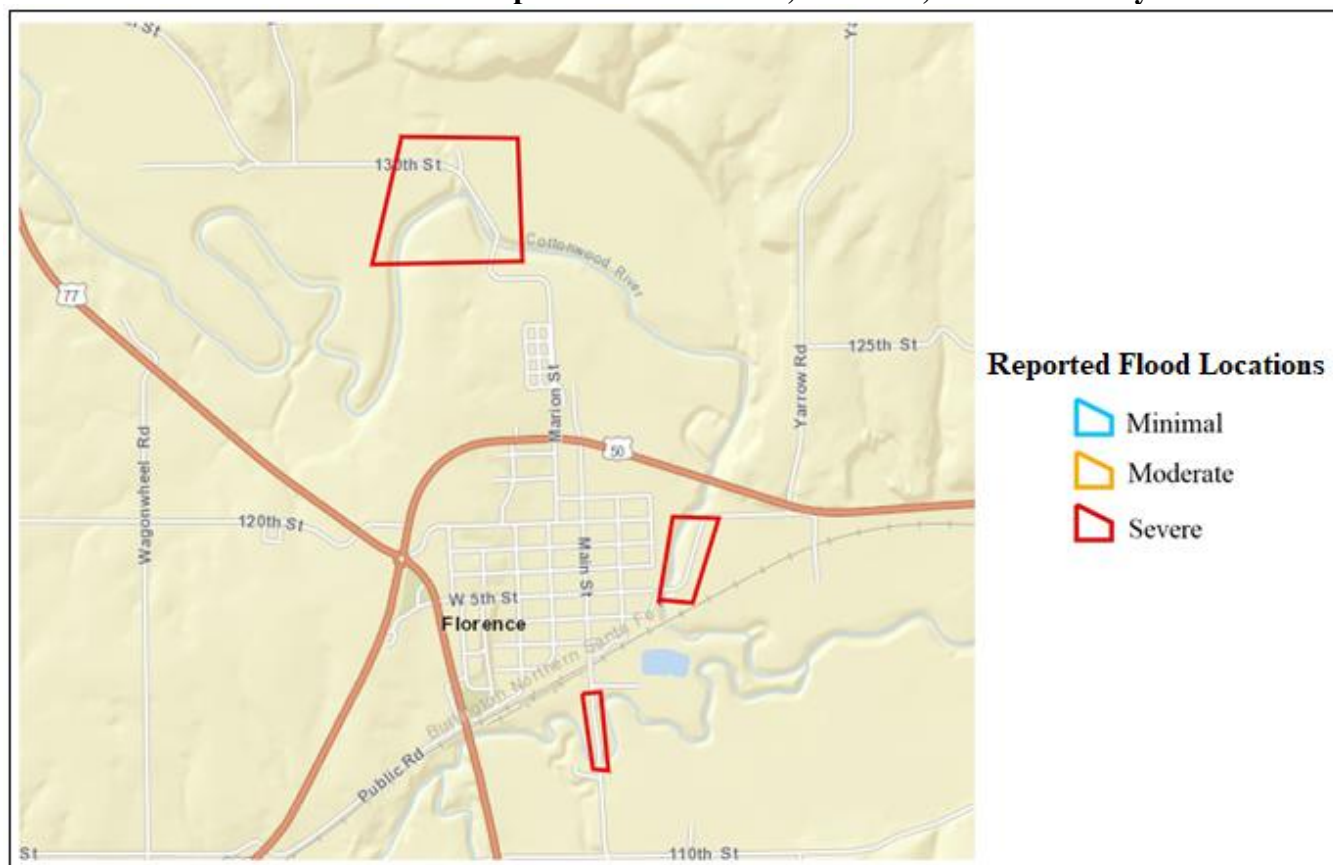 130th St
77
Cottonwood River
125th St
Yarrow Rd
Marion St
50
Wagonwheel Rd
120th St
Main St
W 5th St
Florence
Burlington Northern Santa Fe
Public Rd
St
110th St
Reported Flood Locations
Minimal
Moderate
Severe